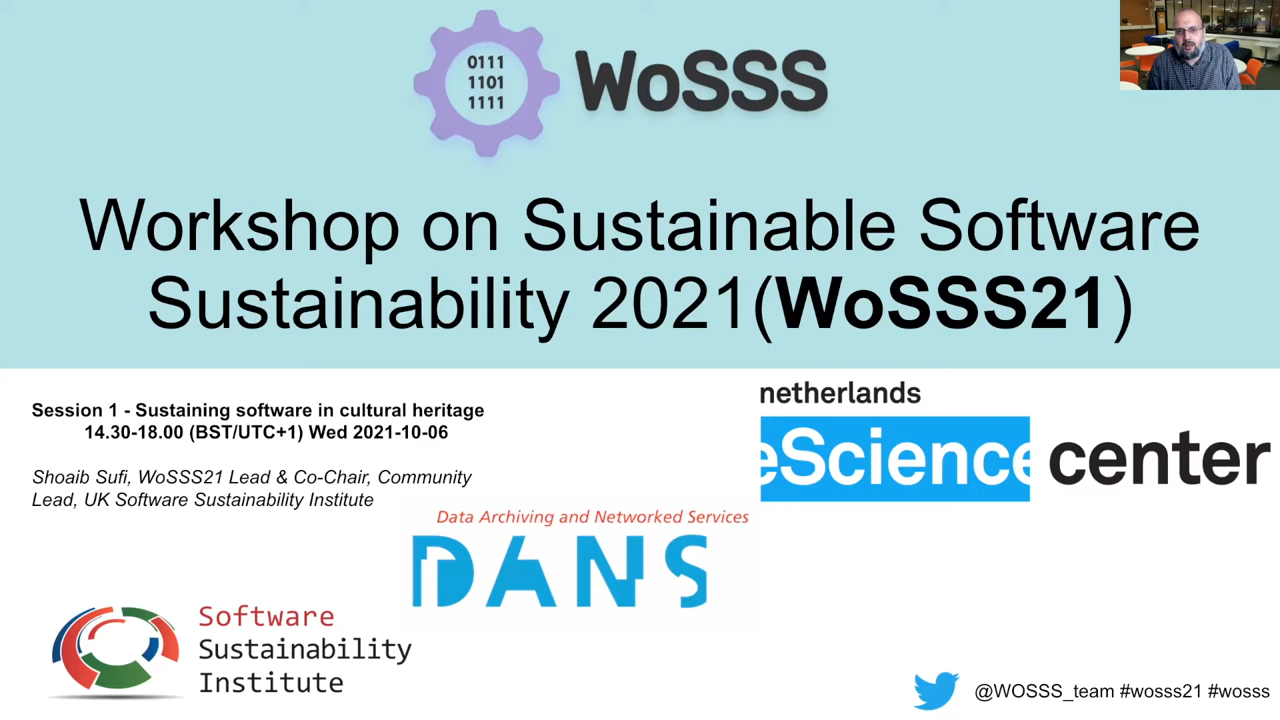 0111
1101
1111
WoSSS
Workshop on Sustainable Software
Sustainability 2021(WoSSS21)
Session 1 - Sustaining software in cultural heritage
14.30-18.00 (BST/UTC+1) Wed 2021-10-06
Shoaib Sufi, WoSSS21 Lead & Co-Chair, Community
Lead, UK Software Sustainability Institute
netherlands
eScience center
Data Archiving and Networked Services
DANS
Software
Sustainability
Institute
@WOSSS_team #wosss21 #wosss